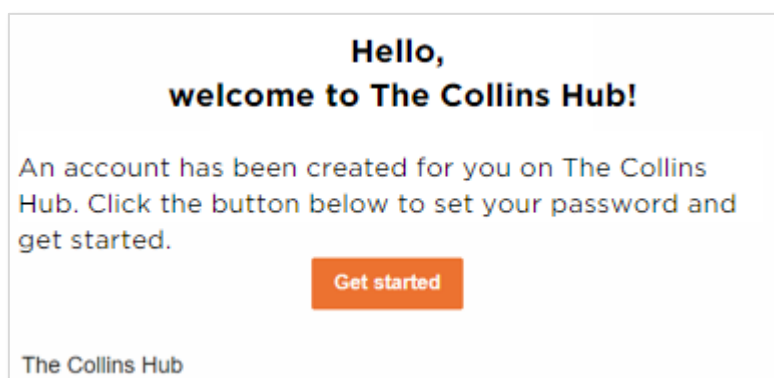 Hello,
welcome to The Collins Hub!
An account has been created for you on The Collins
Hub. Click the button below to set your password and
get started.
Get started
The Collins Hub